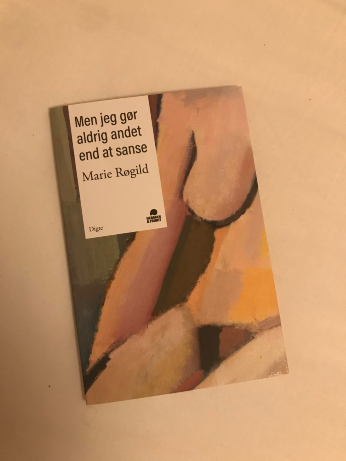 Men jeg gør
aldrig andet
end at sanse
Marie Røgild
Digte